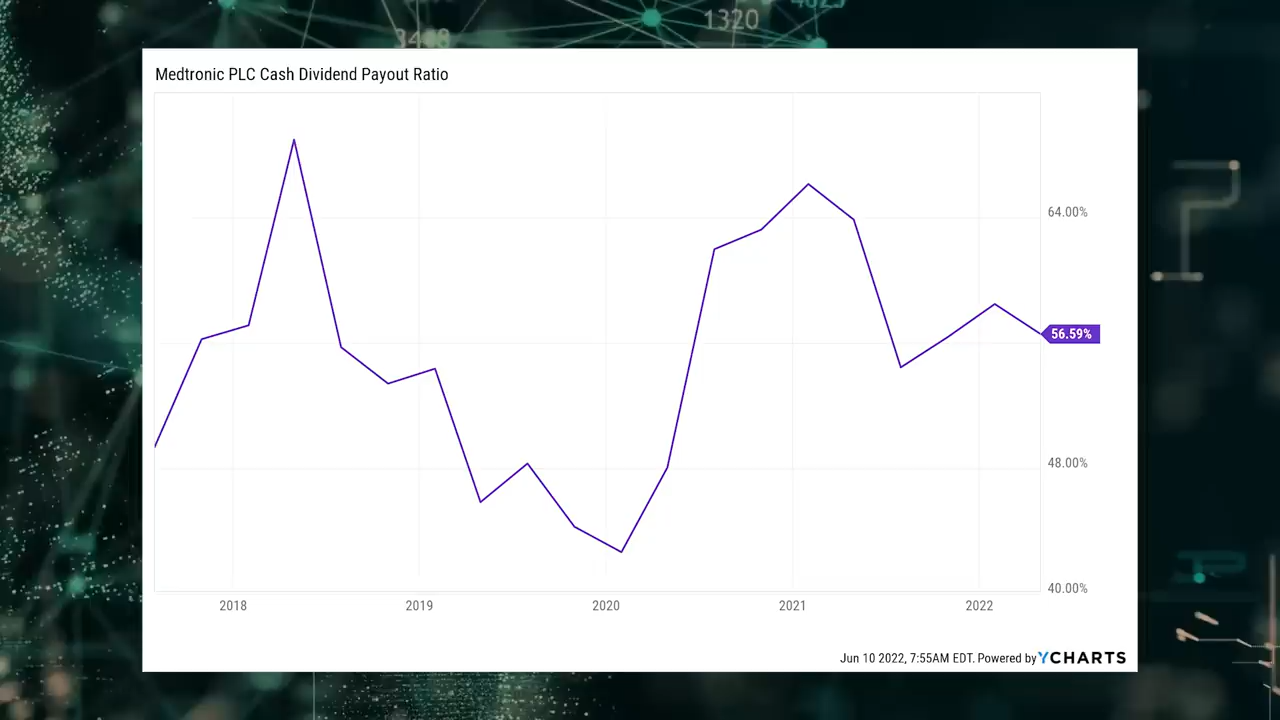 1320
Medtronic PLC Cash Dividend Payout Ratio
64.00%
56.59%
48.00%
40.00%
2018 2019 2020 2021 2022
Jun 10 2022, 7:55AM EDT. Powered by YCHARTS